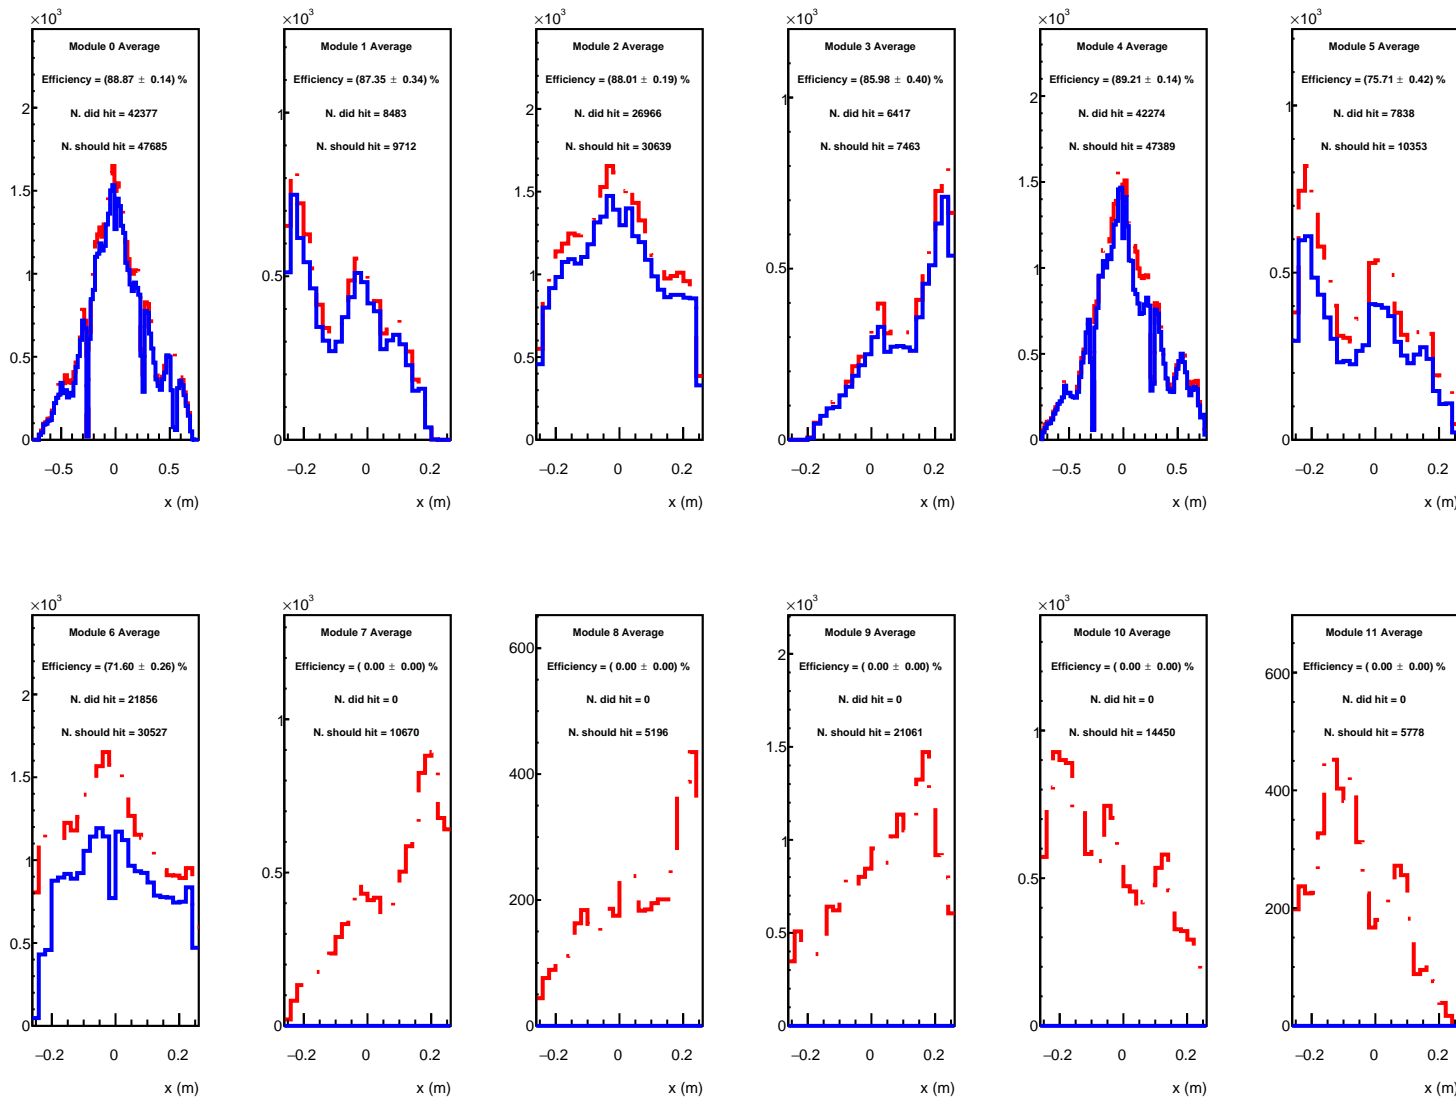 ×10³ ×10³ ×10³ ×10³ ×10³ ×10³
Module 0 Average
Efficiency = (88.87 ± 0.14) %
N. did hit = 42377
N. should hit = 47685
2
1.5
1
0.5
0
−0.5 0 0.5
x (m)
Module 1 Average
Efficiency = (87.35 ± 0.34) %
N. did hit = 8483
N. should hit = 9712
1
0.5
0
−0.2 0 0.2
x (m)
Module 2 Average
Efficiency = (88.01 ± 0.19) %
N. did hit = 26966
N. should hit = 30639
2
1.5
1
0.5
0
−0.2 0 0.2
x (m)
Module 3 Average
Efficiency = (85.98 ± 0.40) %
N. did hit = 6417
N. should hit = 7463
1
0.5
0
−0.2 0 0.2
x (m)
Module 4 Average
Efficiency = (89.21 ± 0.14) %
N. did hit = 42274
N. should hit = 47389
2
1.5
1
0.5
0
−0.5 0 0.5
x (m)
Module 5 Average
Efficiency = (75.71 ± 0.42) %
N. did hit = 7838
N. should hit = 10353
1
0.5
0
−0.2 0 0.2
x (m)
×10³ ×10³ ×10³ ×10³
Module 6 Average
Efficiency = (71.60 ± 0.26) %
N. did hit = 21856
N. should hit = 30527
2
1.5
1
0.5
0
−0.2 0 0.2
x (m)
Module 7 Average
Efficiency = ( 0.00 ± 0.00) %
N. did hit = 0
N. should hit = 10670
1
0.5
0
−0.2 0 0.2
x (m)
Module 8 Average
Efficiency = ( 0.00 ± 0.00) %
N. did hit = 0
N. should hit = 5196
600
400
200
0
−0.2 0 0.2
x (m)
Module 9 Average
Efficiency = ( 0.00 ± 0.00) %
N. did hit = 0
N. should hit = 21061
2
1.5
1
0.5
0
−0.2 0 0.2
x (m)
Module 10 Average
Efficiency = ( 0.00 ± 0.00) %
N. did hit = 0
N. should hit = 14450
1
0.5
0
−0.2 0 0.2
x (m)
Module 11 Average
Efficiency = ( 0.00 ± 0.00) %
N. did hit = 0
N. should hit = 5778
600
400
200
0
−0.2 0 0.2
x (m)